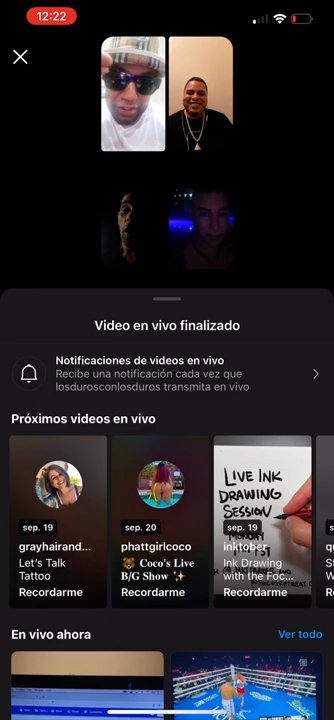 12:22
Video en vivo finalizado
Notificaciones de videos en vivo
Recibe una notificación cada vez que
losdurosconlosduros transmita en vivo
Próximos videos en vivo
sep. 19
grayhairand...
Let's Talk
Tattoo
Recordarme
sep. 20
phattgirlcoco
🐻 Coco's Live
B/G Show ✨
Recordarme
LIVE INK
DRAWING
SESSION
MONDAY
sep. 19
inktober
Ink Drawing
with the Foc...
Recordarme
En vivo ahora
Ver todo